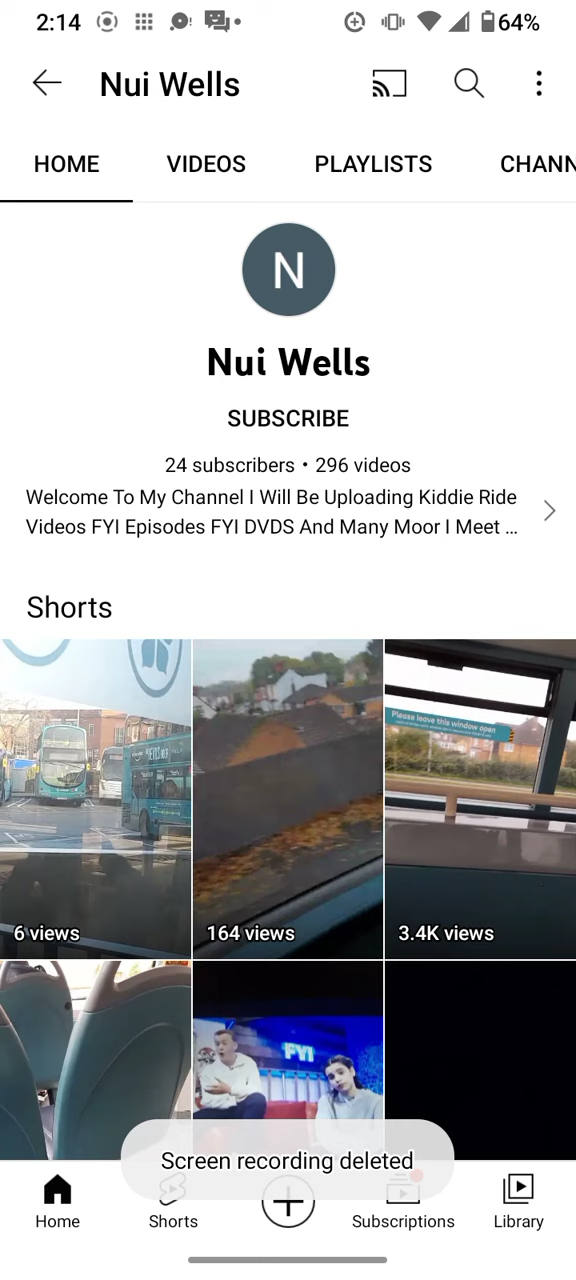 2:14
64%
Nui Wells
HOME VIDEOS PLAYLISTS CHANN
N
Nui Wells
SUBSCRIBE
24 subscribers • 296 videos
Welcome To My Channel I Will Be Uploading Kiddie Ride
Videos FYI Episodes FYI DVDS And Many Moor I Meet ...
Shorts
Please leave this window open
6 views
164 views
3.4K views
FYI
Screen recording deleted
Home
Shorts
Subscriptions
Library